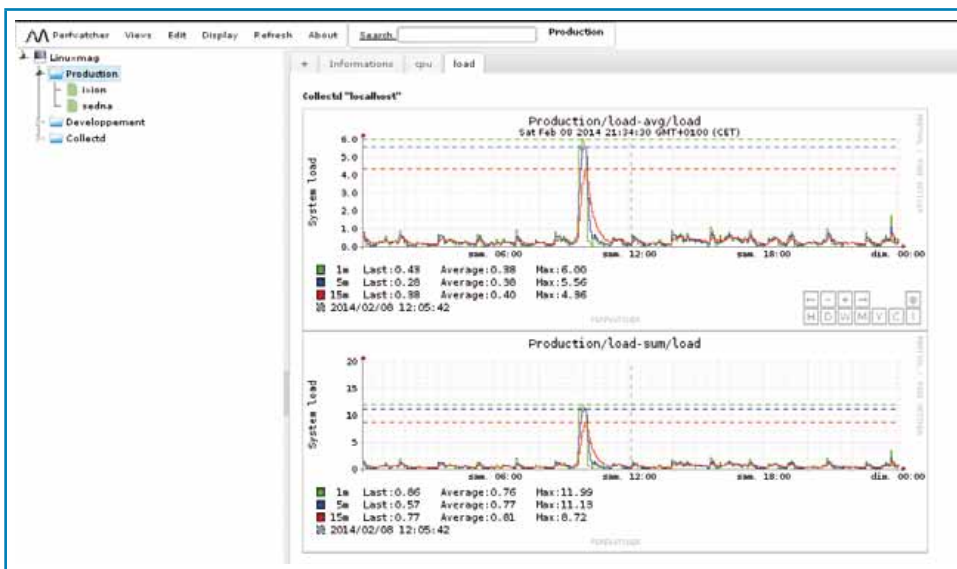 Perfwatcher Views Edit Display Refresh About Search Production
Linuxmag
Production
ixion
sedna
Developpement
Collectd
+ Informations cpu load
Collectd "localhost"
Production/load-avg/load
Sat Feb 08 2014 21:34:30 GMT+0100 (CET)
6.0
5.0
4.0
3.0
2.0
1.0
0.0
System load
sam. 06:00 sam. 12:00 sam. 18:00 dim. 00:00
1m Last:0.43 Average:0.38 Max:6.00
5m Last:0.28 Average:0.38 Max:5.56
15m Last:0.38 Average:0.40 Max:4.36
2014/02/08 12:05:42
← - + →
H D W M Y C I
PERFWATCHER
Production/load-sum/load
20
15
10
5
0
System load
sam. 06:00 sam. 12:00 sam. 18:00 dim. 00:00
1m Last:0.86 Average:0.76 Max:11.99
5m Last:0.57 Average:0.77 Max:11.13
15m Last:0.77 Average:0.81 Max:8.72
2014/02/08 12:05:42
PERFWATCHER